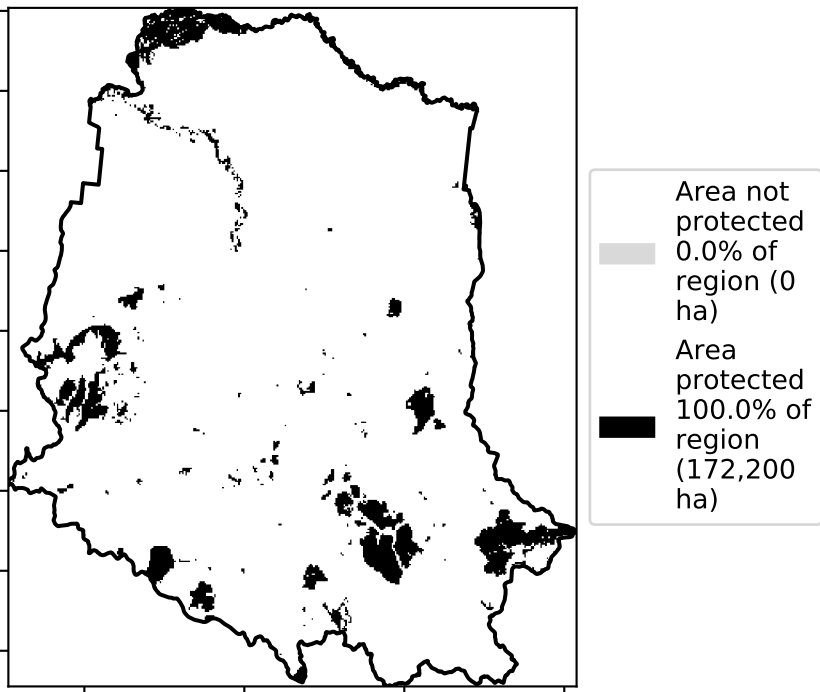 Area not
protected
0.0% of
region (0
ha)
Area
protected
100.0% of
region
(172,200
ha)